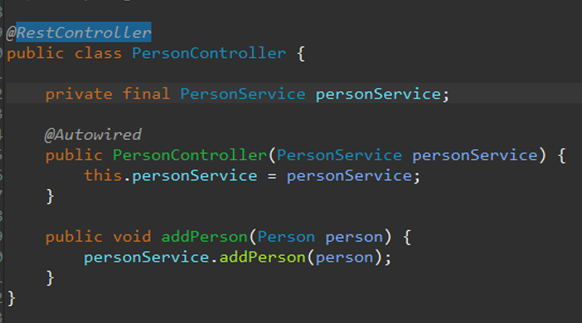 @RestController
public class PersonController {
private final PersonService personService;
@Autowired
public PersonController(PersonService personService) {
this.personService = personService;
}
public void addPerson(Person person) {
personService.addPerson(person);
}
}